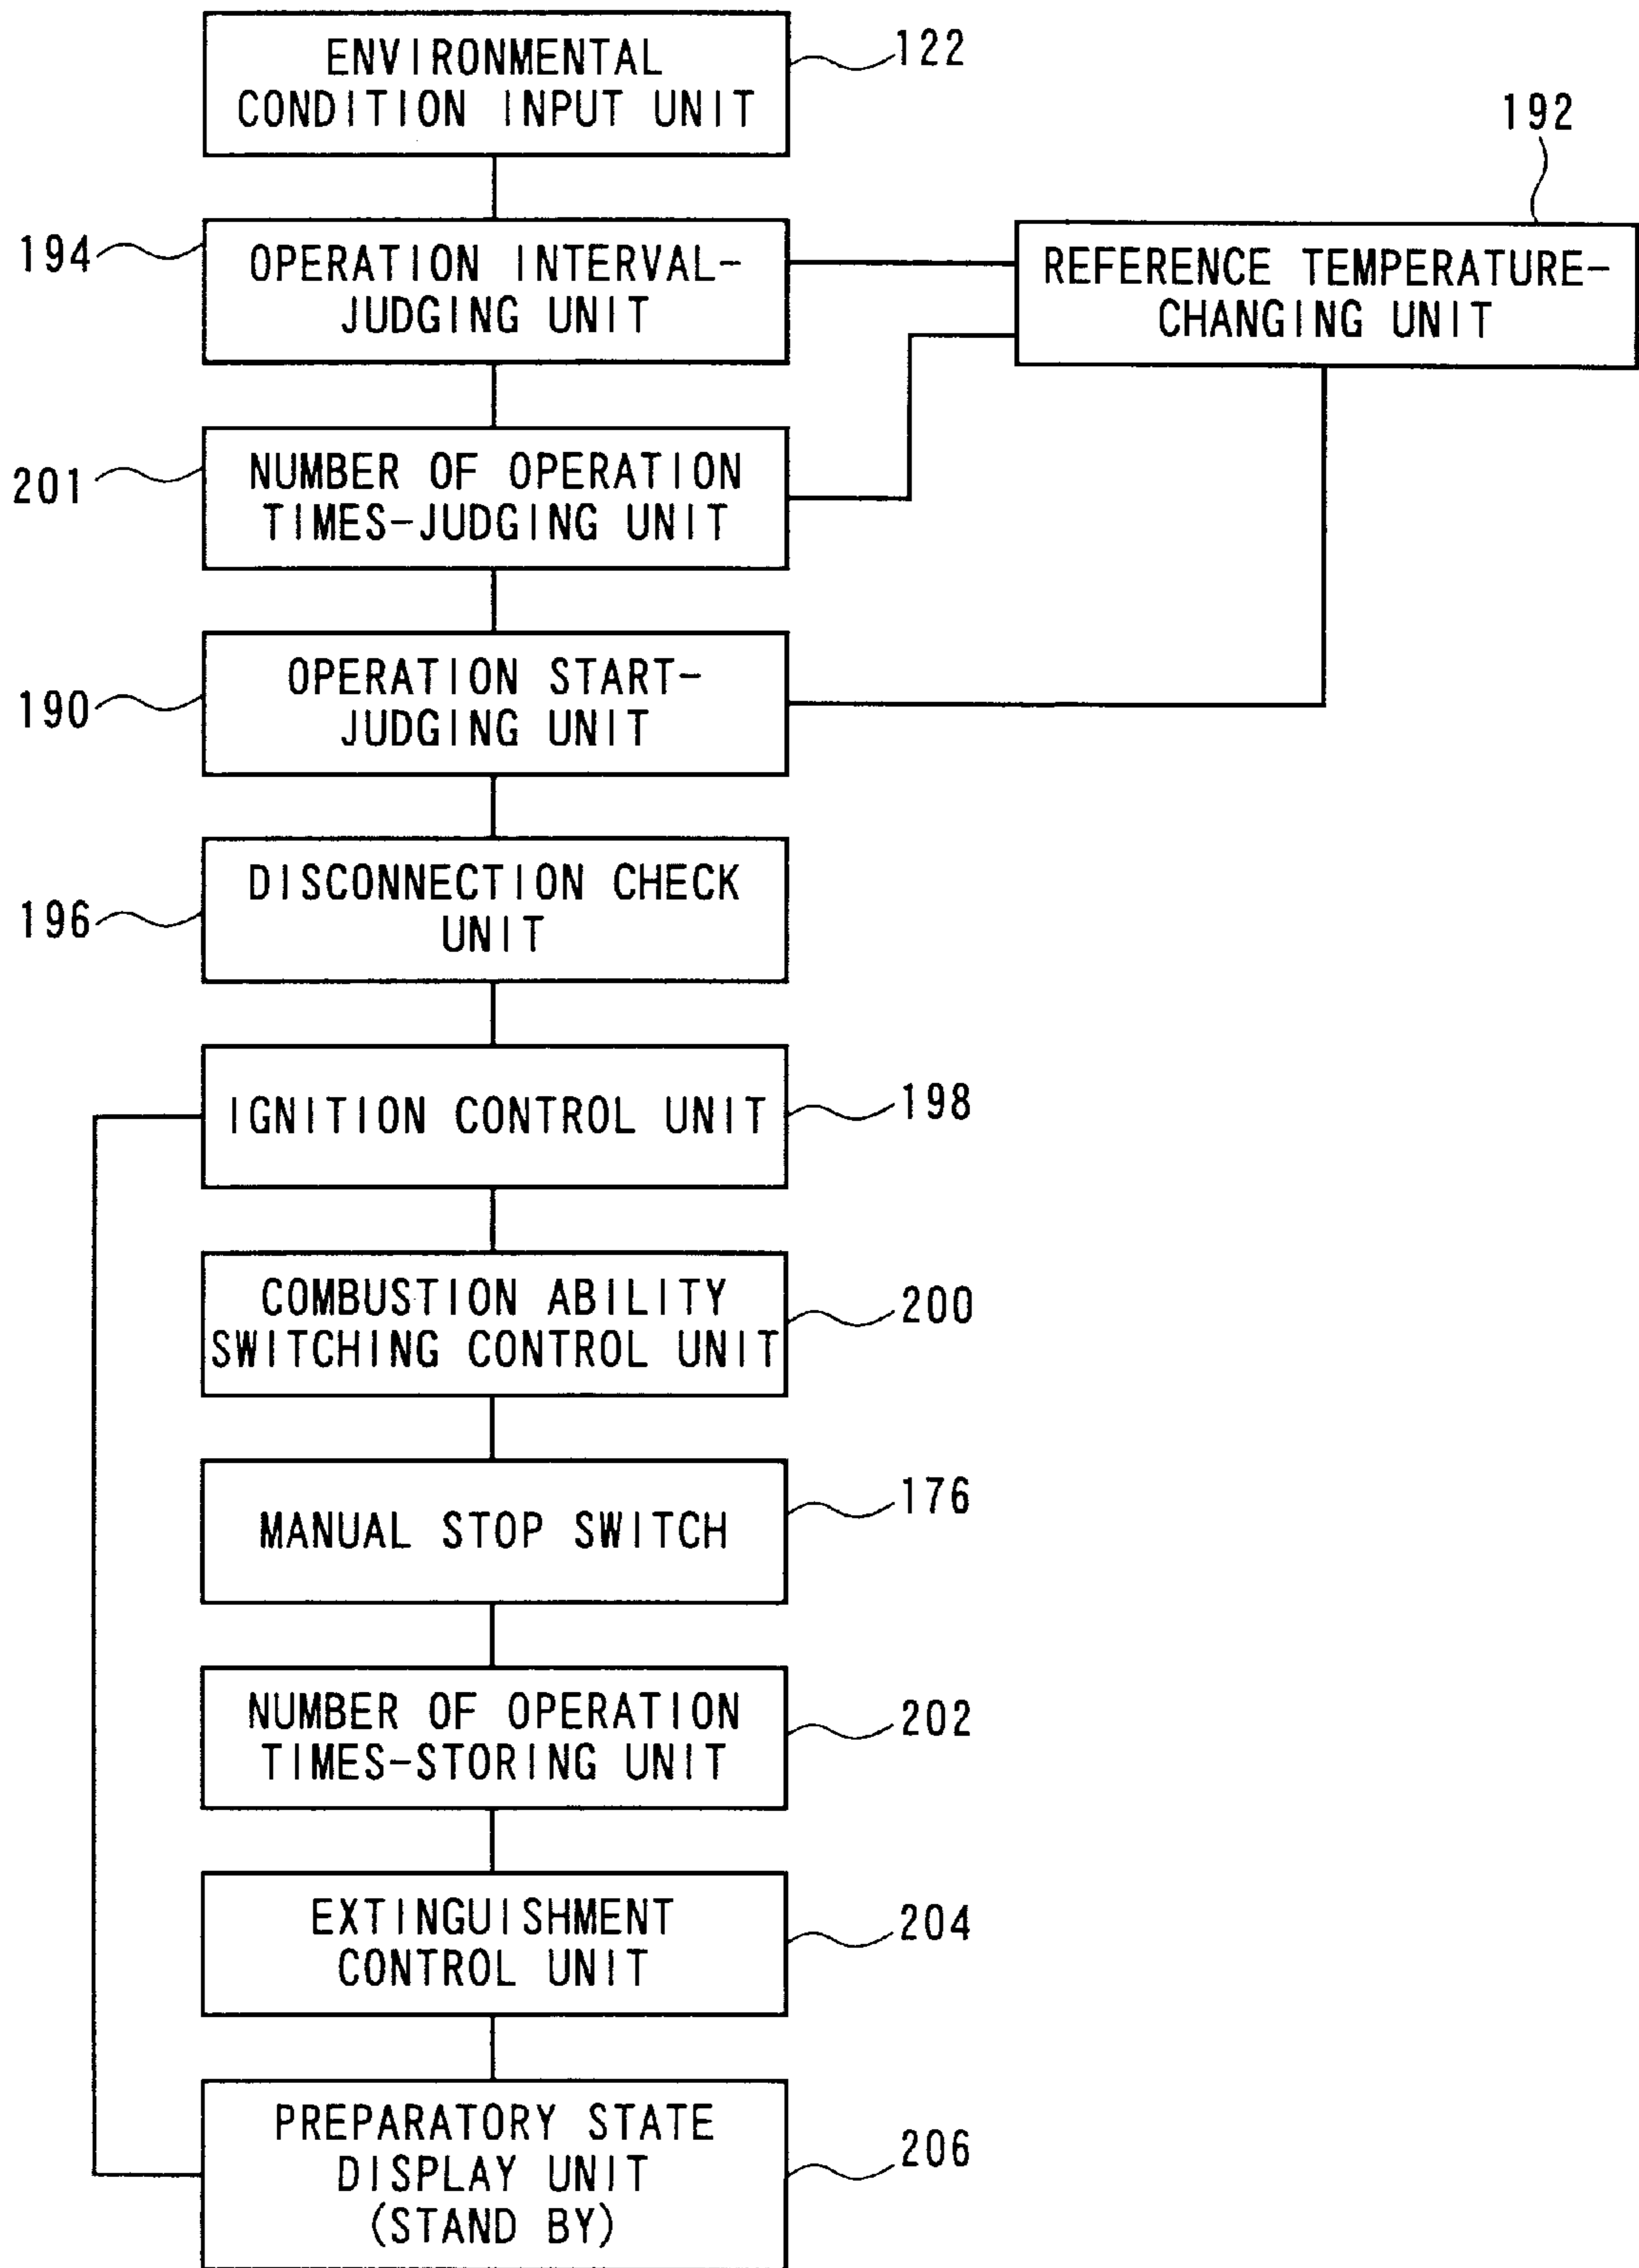 ENVIRONMENTAL
CONDITION INPUT UNIT
122
192
194
OPERATION INTERVAL-
JUDGING UNIT
REFERENCE TEMPERATURE-
CHANGING UNIT
201
NUMBER OF OPERATION
TIMES-JUDGING UNIT
190
OPERATION START-
JUDGING UNIT
196
DISCONNECTION CHECK
UNIT
IGNITION CONTROL UNIT
198
COMBUSTION ABILITY
SWITCHING CONTROL UNIT
200
MANUAL STOP SWITCH
176
NUMBER OF OPERATION
TIMES-STORING UNIT
202
EXTINGUISHMENT
CONTROL UNIT
204
PREPARATORY STATE
DISPLAY UNIT
(STAND BY)
206